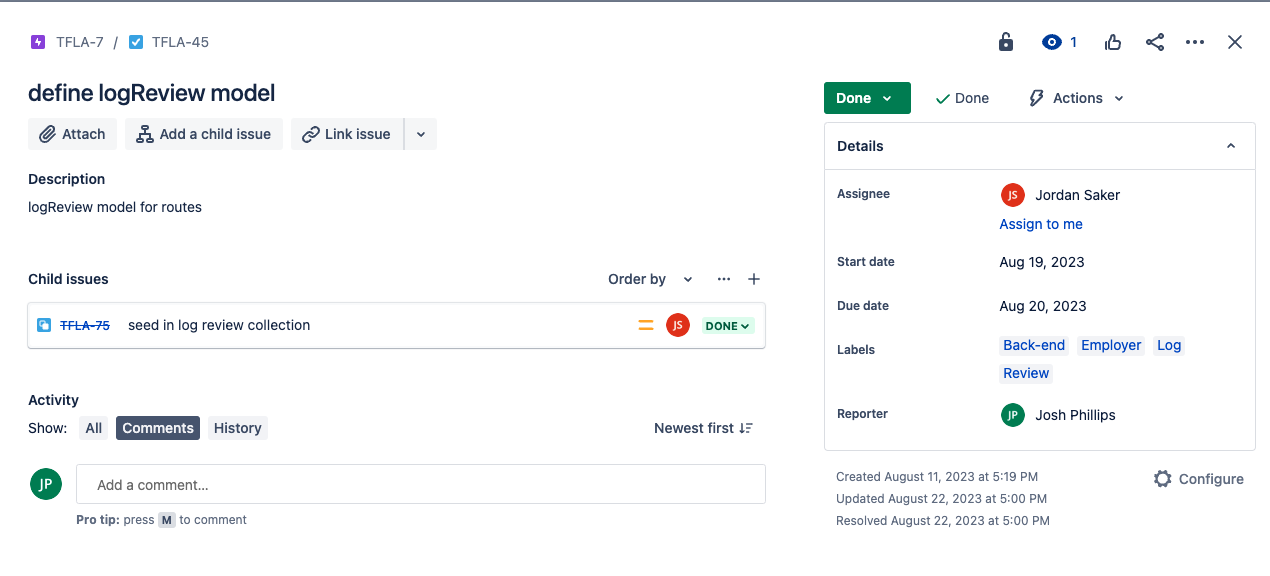 TFLA-7 / TFLA-45
1
define logReview model
Attach Add a child issue Link issue
Description
logReview model for routes
Child issues
Order by
TFLA-75 seed in log review collection JS DONE
Activity
Show: All Comments History Newest first
JP Add a comment…
Pro tip: press M to comment
Done Done Actions
Details
Assignee JS Jordan Saker
Assign to me
Start date Aug 19, 2023
Due date Aug 20, 2023
Labels Back-end Employer Log
Review
Reporter JP Josh Phillips
Created August 11, 2023 at 5:19 PM
Updated August 22, 2023 at 5:00 PM
Resolved August 22, 2023 at 5:00 PM
Configure